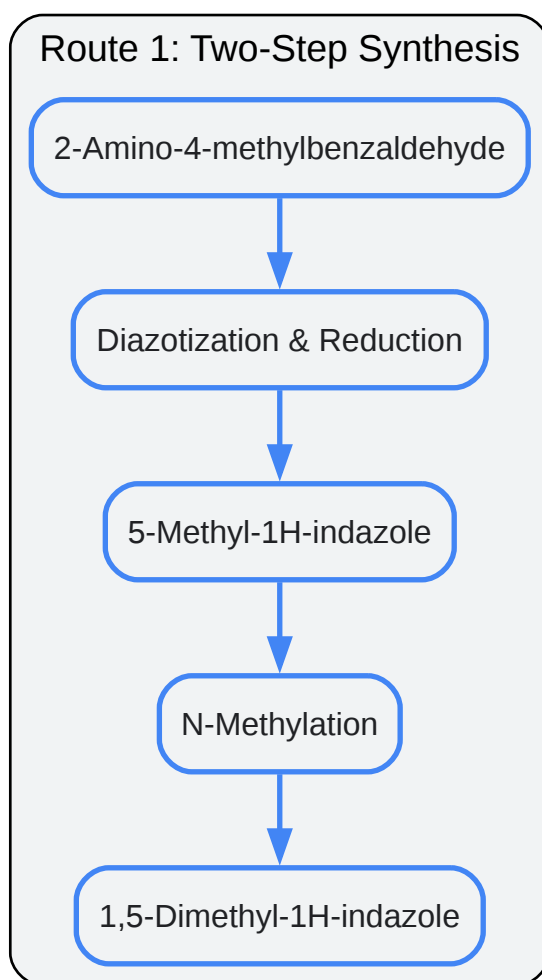 Route 1: Two-Step Synthesis
2-Amino-4-methylbenzaldehyde
Diazotization & Reduction
5-Methyl-1H-indazole
N-Methylation
1,5-Dimethyl-1H-indazole